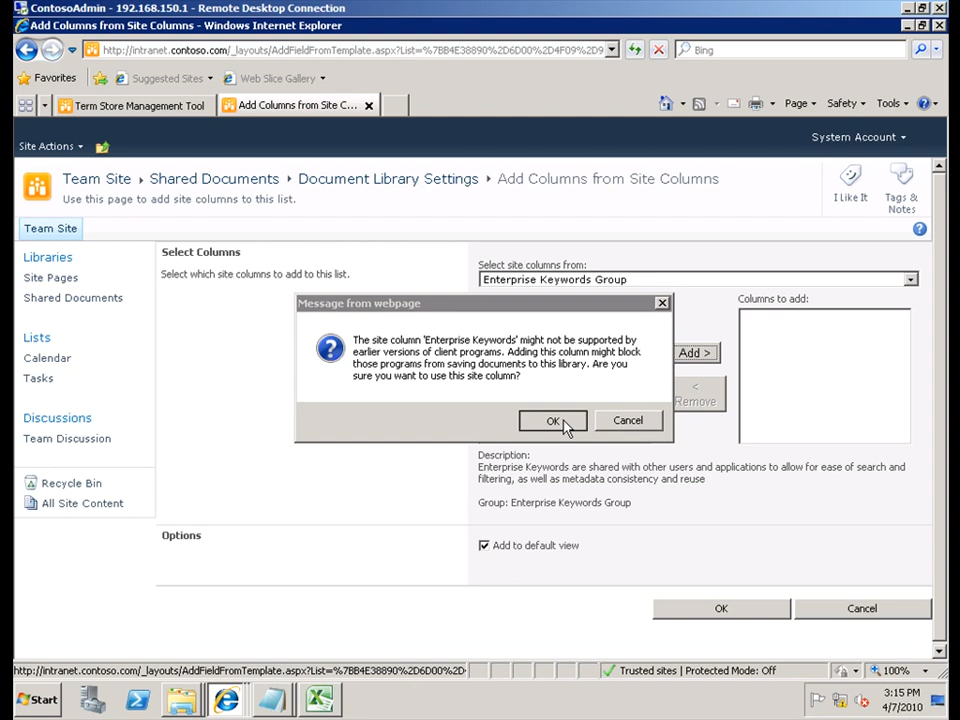 ContosoAdmin - 192.168.150.1 - Remote Desktop Connection
Add Columns from Site Columns - Windows Internet Explorer
http://intranet.contoso.com/_layouts/AddFieldFromTemplate.aspx?List=%7BB4E38890%2D6D00%2D4F09%2D9
Bing
Favorites
Suggested Sites
Web Slice Gallery
Term Store Management Tool
Add Columns from Site C...
Page
Safety
Tools
Site Actions
System Account
Team Site
Shared Documents
Document Library Settings
Add Columns from Site Columns
Use this page to add site columns to this list.
I Like It
Tags &
Notes
Team Site
Libraries
Site Pages
Shared Documents
Lists
Calendar
Tasks
Discussions
Team Discussion
Recycle Bin
All Site Content
Select Columns
Select which site columns to add to this list.
Select site columns from:
Enterprise Keywords Group
Columns to add:
Add >
<
Remove
Message from webpage
The site column 'Enterprise Keywords' might not be supported by
earlier versions of client programs. Adding this column might block
those programs from saving documents to this library. Are you
sure you want to use this site column?
OK
Cancel
Description:
Enterprise Keywords are shared with other users and applications to allow for ease of search and
filtering, as well as metadata consistency and reuse
Group: Enterprise Keywords Group
Options
Add to default view
OK
Cancel
http://intranet.contoso.com/_layouts/AddFieldFromTemplate.aspx?List=%7BB4E38890%2D6D00%2D
Trusted sites | Protected Mode: Off
100%
Start
3:15 PM
4/7/2010